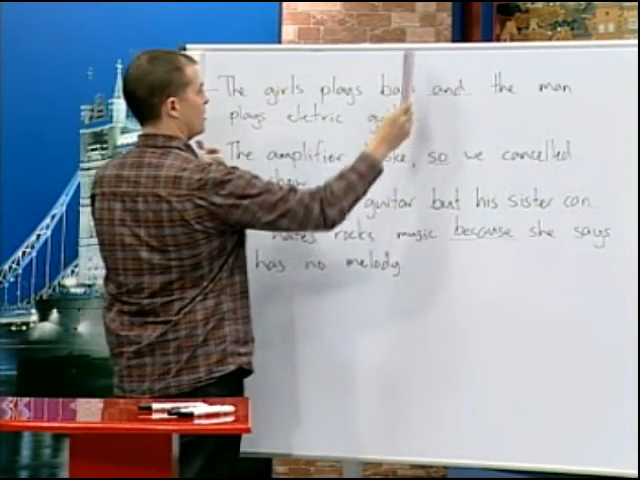 - The girls plays and the man
plays eletric
The amplifier , so we cancelled
guitar but his sister can
hates rocks music because she says
has no melody